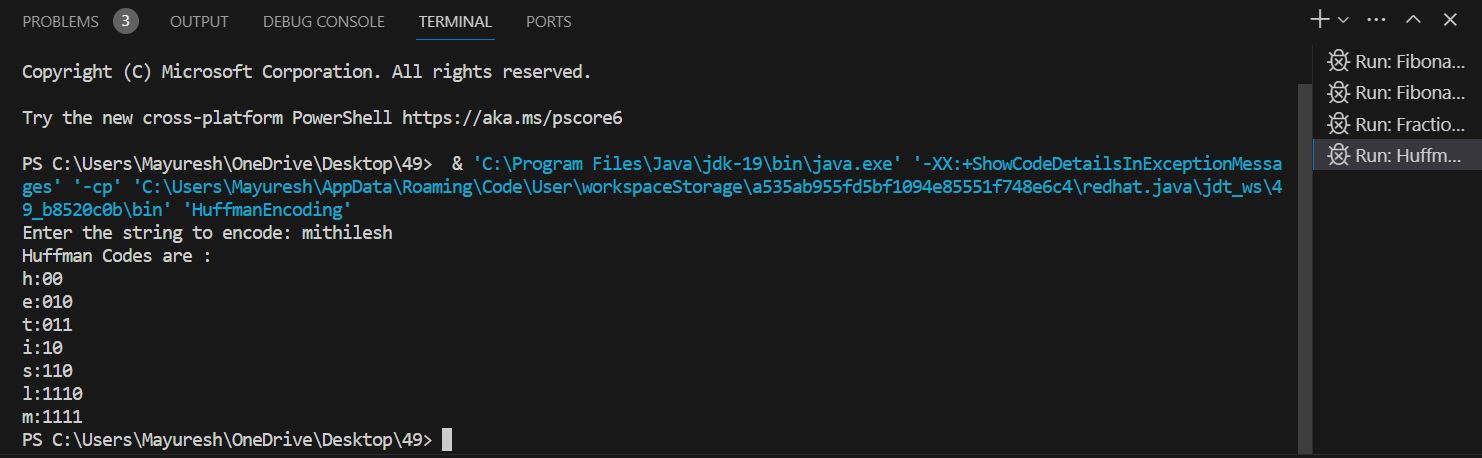 PROBLEMS 3 OUTPUT DEBUG CONSOLE TERMINAL PORTS
Copyright (C) Microsoft Corporation. All rights reserved.
Try the new cross-platform PowerShell https://aka.ms/pscore6
PS C:\Users\Mayuresh\OneDrive\Desktop\49>  & 'C:\Program Files\Java\jdk-19\bin\java.exe' '-XX:+ShowCodeDetailsInExceptionMessa
ges' '-cp' 'C:\Users\Mayuresh\AppData\Roaming\Code\User\workspaceStorage\a535ab955fd5bf1094e85551f748e6c4\redhat.java\jdt_ws\4
9_b8520c0b\bin' 'HuffmanEncoding'
Enter the string to encode: mithilesh
Huffman Codes are :
h:00
e:010
t:011
i:10
s:110
l:1110
m:1111
PS C:\Users\Mayuresh\OneDrive\Desktop\49>
Run: Fibona...
Run: Fibona...
Run: Fractio...
Run: Huffm...